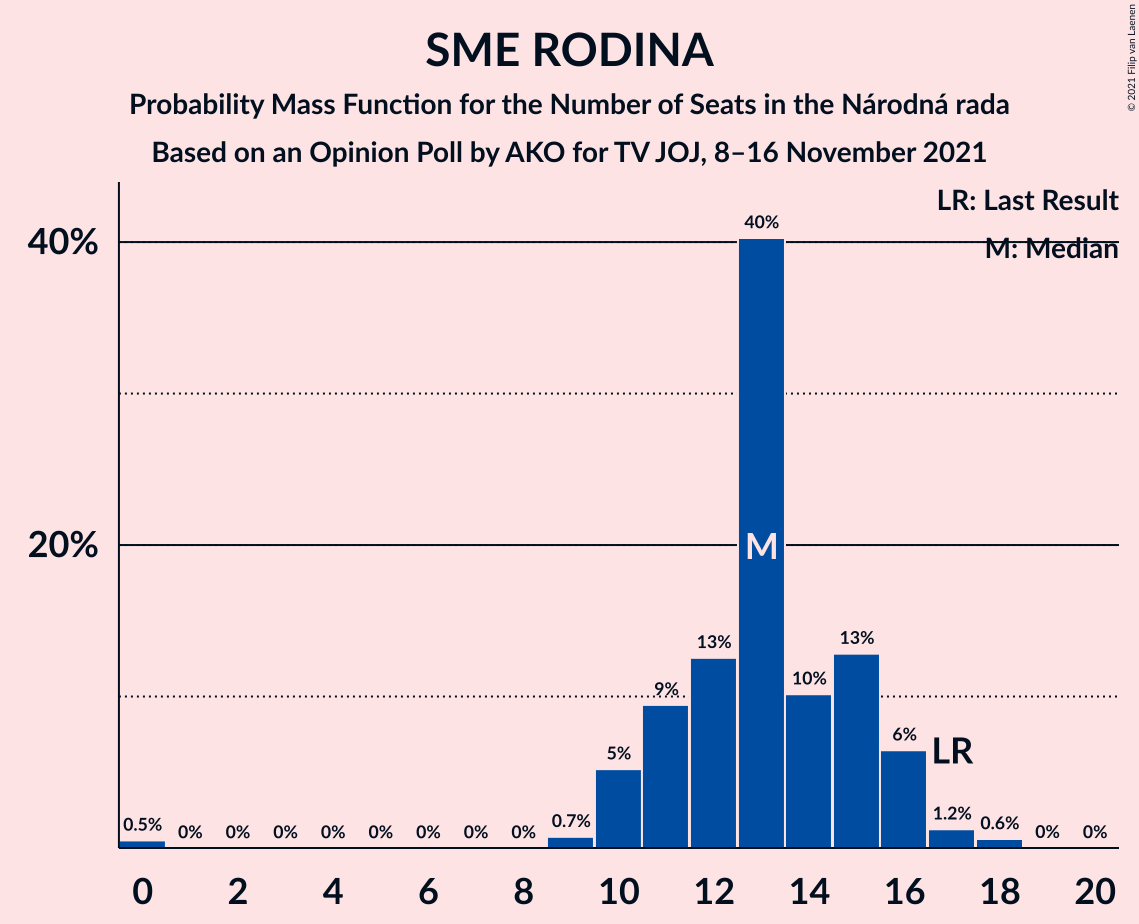 SME RODINA
Probability Mass Function for the Number of Seats in the Národná rada
Based on an Opinion Poll by AKO for TV JOJ, 8–16 November 2021
© 2021 Filip van Laenen
LR: Last Result
M: Median
40%
20%
0.5%
0%
0%
0%
0%
0%
0%
0%
0%
0.7%
5%
9%
13%
40%
10%
13%
6%
1.2%
0.6%
0%
0%
M
LR
0 2 4 6 8 10 12 14 16 18 20